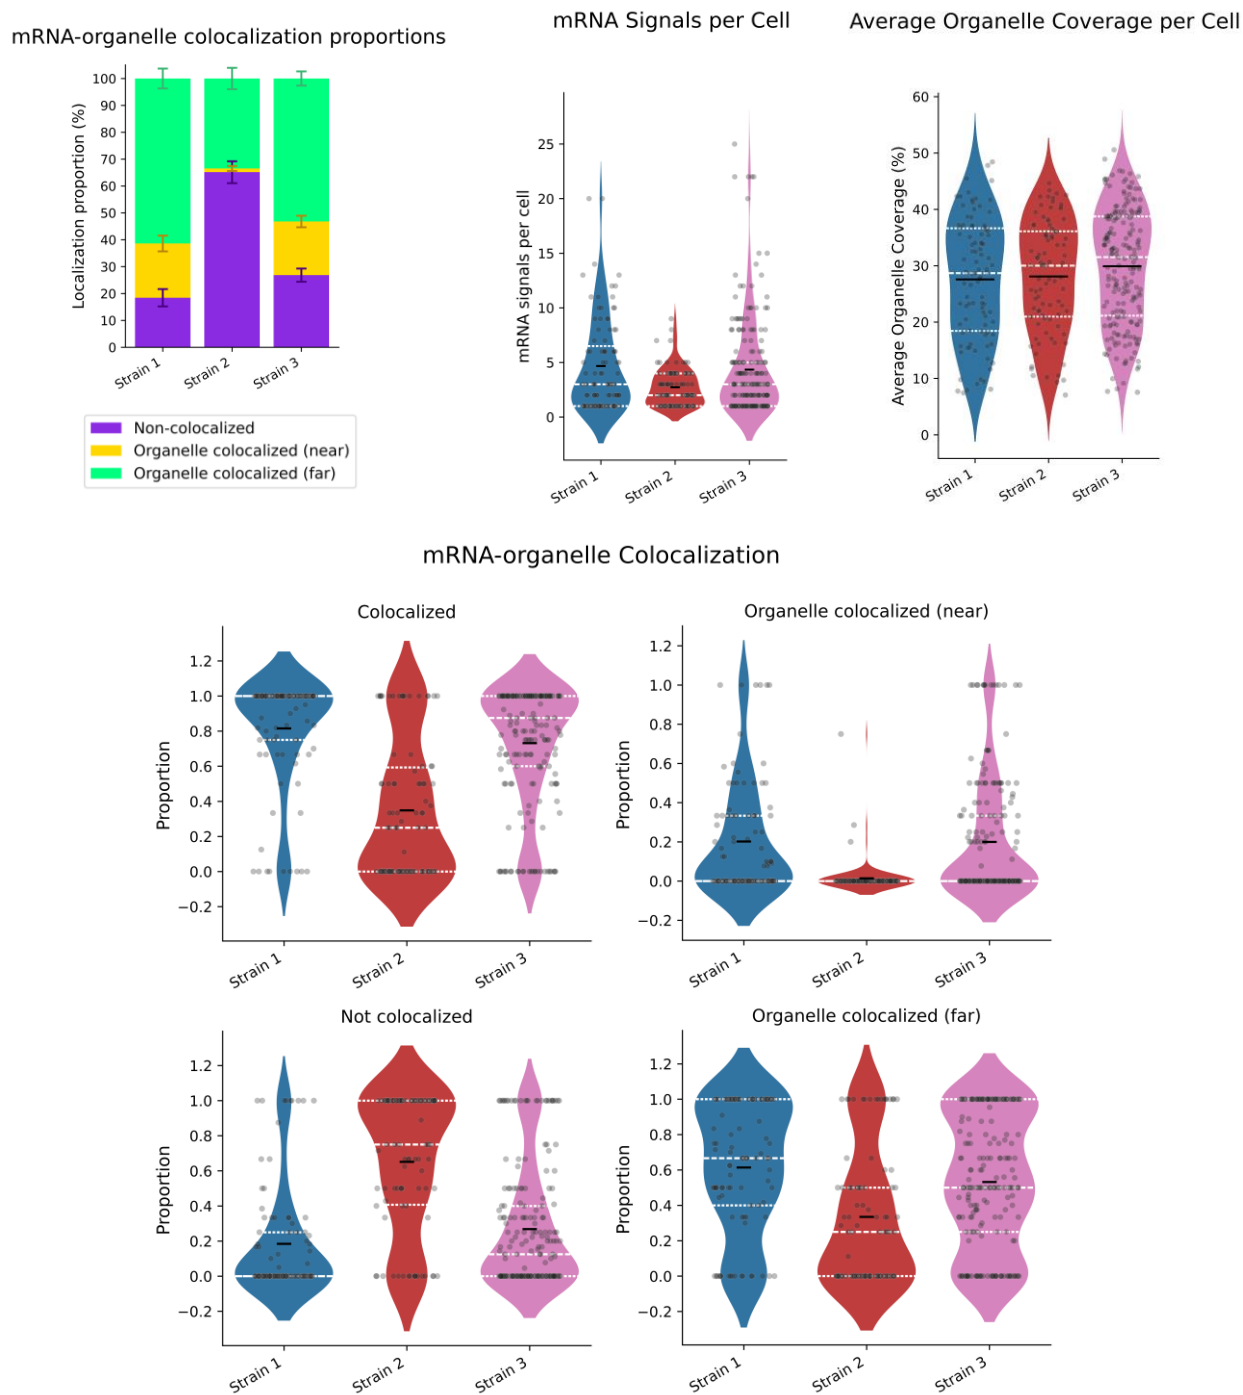 mRNA-organelle colocalization proportions
Localization proportion (%)
100
90
80
70
60
50
40
30
20
10
0
Strain 1
Strain 2
Strain 3
Non-colocalized
Organelle colocalized (near)
Organelle colocalized (far)
mRNA Signals per Cell
mRNA signals per cell
25
20
15
10
5
0
Strain 1
Strain 2
Strain 3
Average Organelle Coverage per Cell
Average Organelle Coverage (%)
60
50
40
30
20
10
0
Strain 1
Strain 2
Strain 3
mRNA-organelle Colocalization
Colocalized
Proportion
1.2
1.0
0.8
0.6
0.4
0.2
0.0
−0.2
Strain 1
Strain 2
Strain 3
Organelle colocalized (near)
Proportion
1.2
1.0
0.8
0.6
0.4
0.2
0.0
−0.2
Strain 1
Strain 2
Strain 3
Not colocalized
Proportion
1.2
1.0
0.8
0.6
0.4
0.2
0.0
−0.2
Strain 1
Strain 2
Strain 3
Organelle colocalized (far)
Proportion
1.2
1.0
0.8
0.6
0.4
0.2
0.0
−0.2
Strain 1
Strain 2
Strain 3